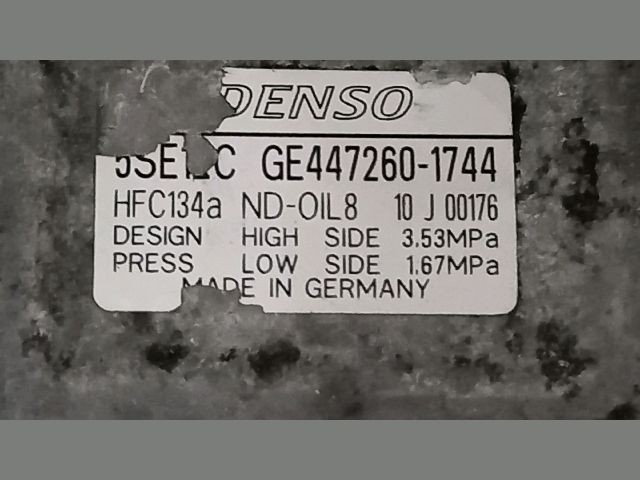 DENSO
GE447260-1744
HFC134a ND-OIL8 10 J 00176
DESIGN HIGH SIDE 3.53MPa
PRESS LOW SIDE 1.67MPa
MADE IN GERMANY